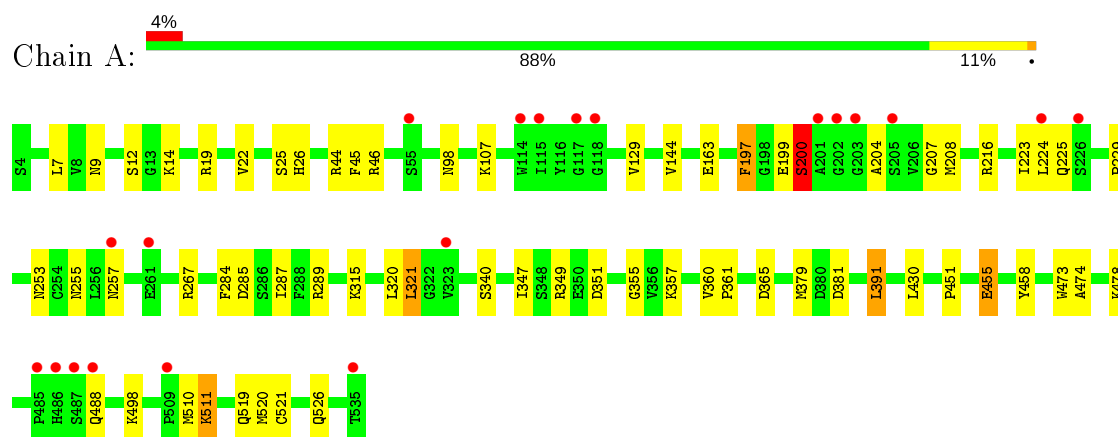 4%
Chain A:
88% 11% •
S4 L7 V8 N9 S12 G13 K14 R19 V22 S25 H26 R44 F45 R46 S55 N98 K107 W114 I115 Y116 G117 G118 V129 V144 E163 F197 G198 E199 S200 A201 G202 G203 A204 S205 V206 G207 M208 R216 I223 L224 Q225 S226
N253 C254 N255 L256 N257 E261 R267 F284 D285 S286 I287 F288 R289 K315 L320 L321 G322 V323 S340 I347 S348 R349 E350 D351 G355 V356 K357 V360 P361 D365 M379 D380 D381 L391 L430 P451 E455 Y458 W473 A474
P485 H486 S487 Q488 K498 P509 M510 K511 Q519 M520 C521 Q526 T535